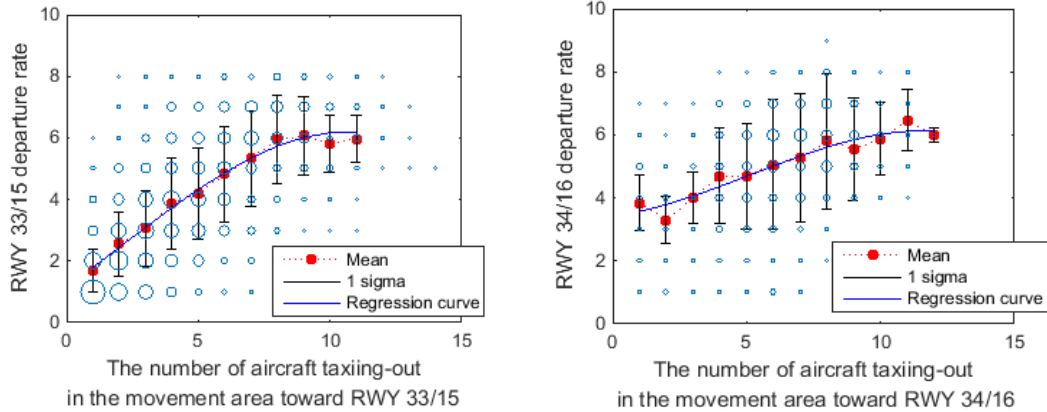 10
8
6
4
2
0
RWY 33/15 departure rate
Mean
1 sigma
Regression curve
0
5
10
15
The number of aircraft taxiing-out
in the movement area toward RWY 33/15
10
8
6
4
2
0
RWY 34/16 departure rate
Mean
1 sigma
Regression curve
0
5
10
15
The number of aircraft taxiing-out
in the movement area toward RWY 34/16